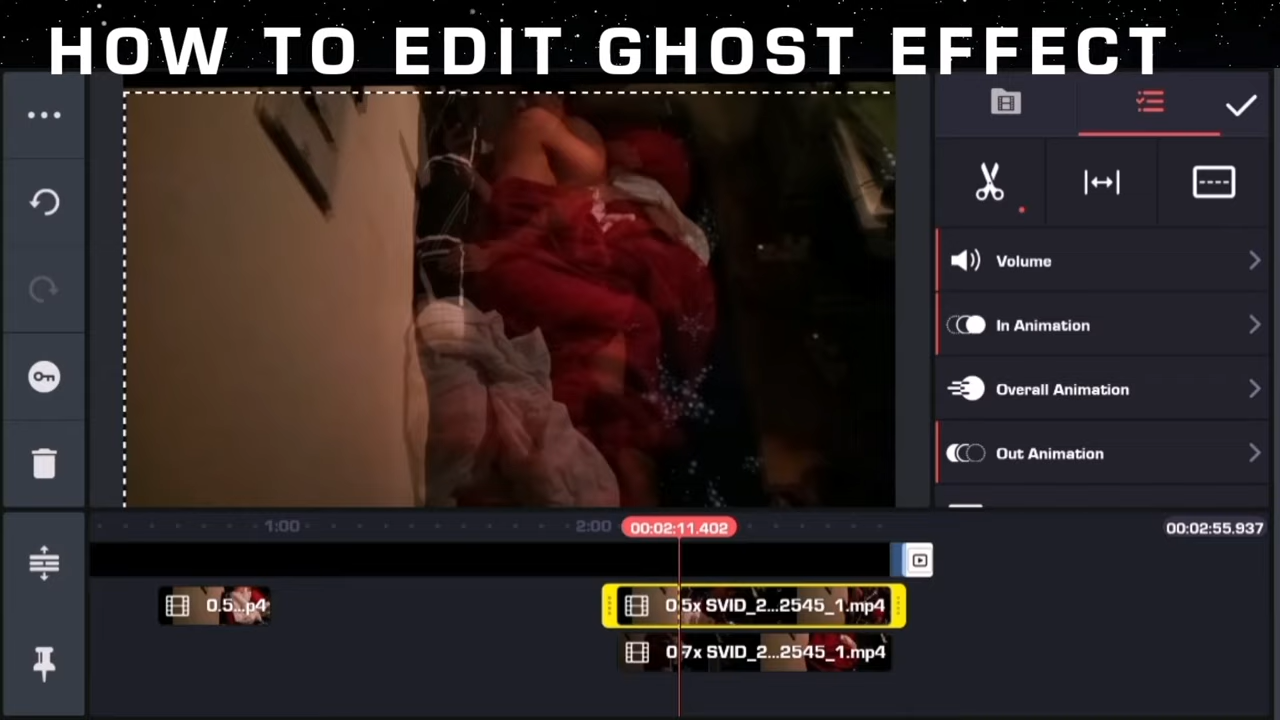 HOW TO EDIT GHOST EFFECT
Volume
In Animation
Overall Animation
Out Animation
1:00
2:00
00:02:11.402
00:02:55.937
0.5...p4
0.5x SVID_2...2545_1.mp4
0.7x SVID_2...2545_1.mp4